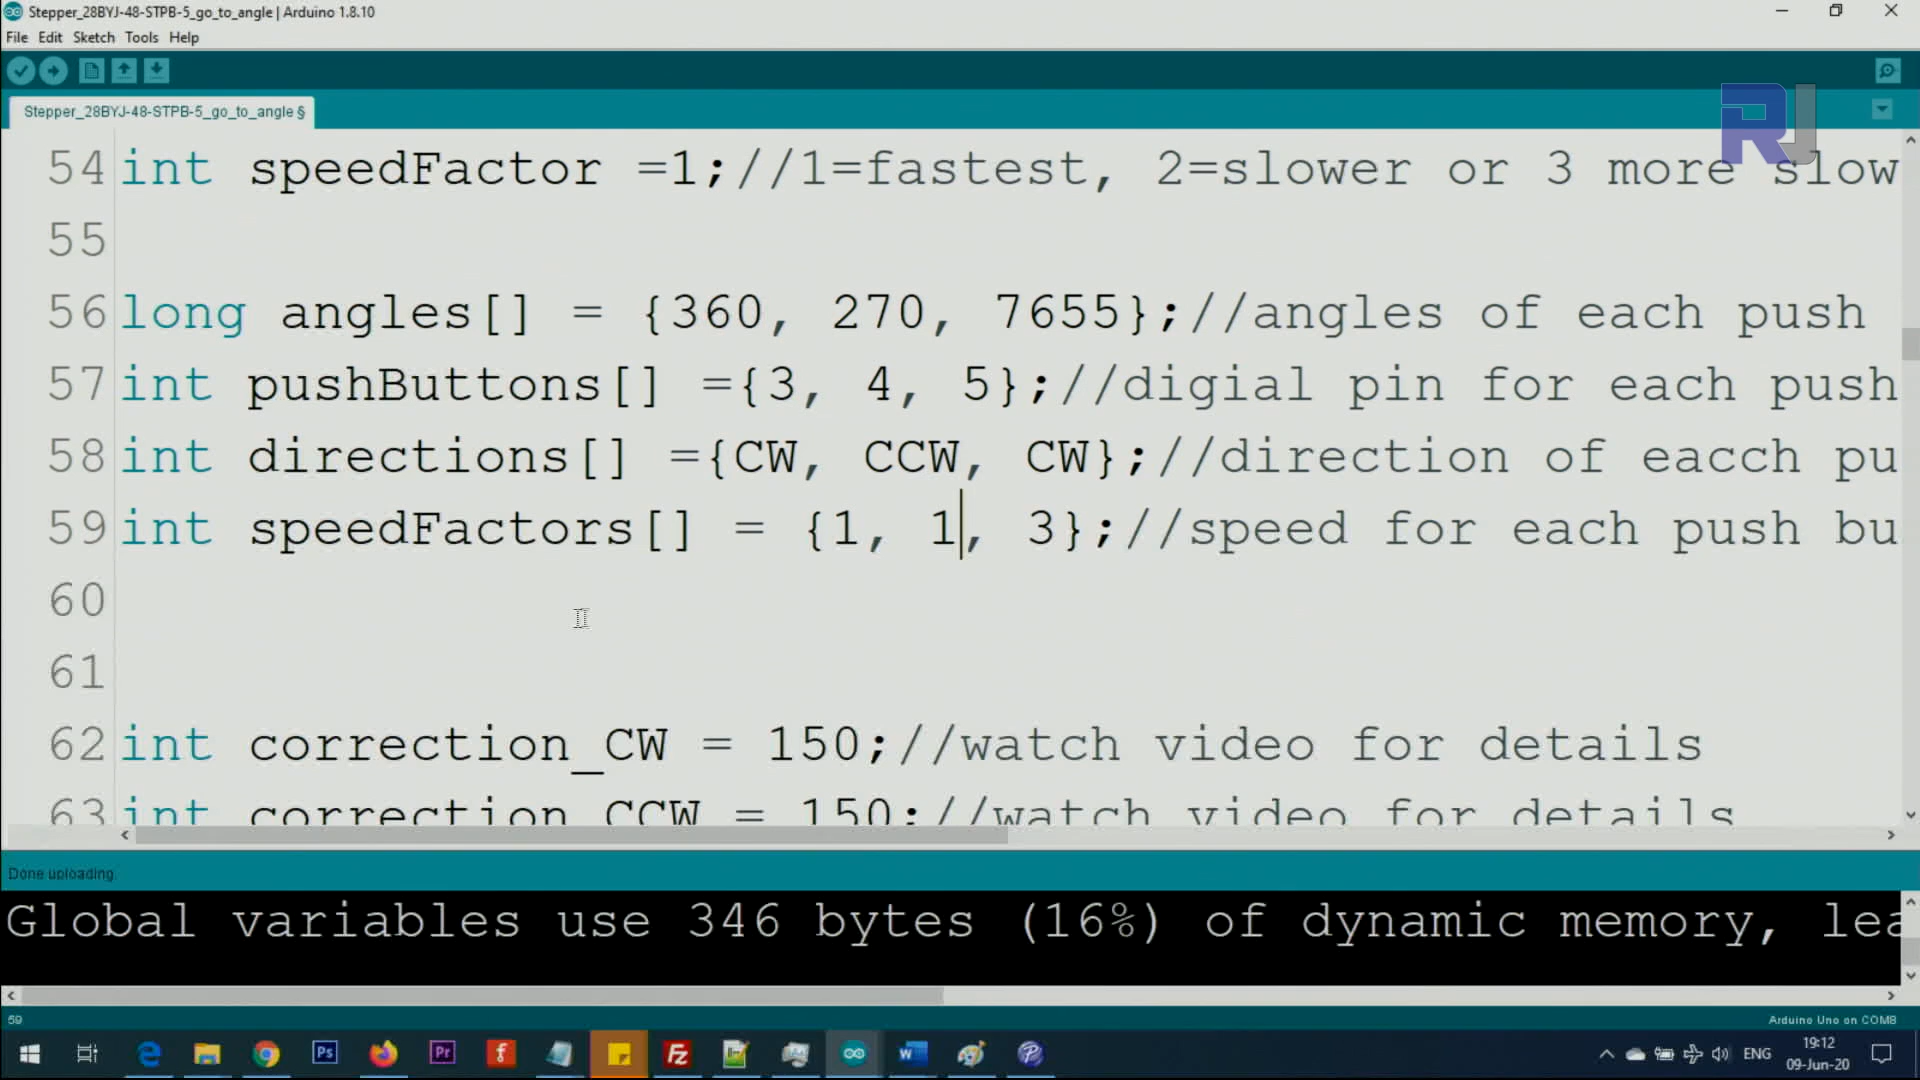 Stepper_28BYJ-48-STPB-5_go_to_angle | Arduino 1.8.10
File Edit Sketch Tools Help
Stepper_28BYJ-48-STPB-5_go_to_angle §
RJ
54 int speedFactor =1;//1=fastest, 2=slower or 3 more slow
55
56 long angles[] = {360, 270, 7655};//angles of each push
57 int pushButtons[] ={3, 4, 5};//digial pin for each push
58 int directions[] ={CW, CCW, CW};//direction of eacch pu
59 int speedFactors[] = {1, 1, 3};//speed for each push bu
60
61
62 int correction_CW = 150;//watch video for details
63 int correction_CCW = 150;//watch video for details
Done uploading.
Global variables use 346 bytes (16%) of dynamic memory, lea
59
Arduino Uno on COM8
Ps Pr f Fz W P
ENG
19:12
09-Jun-20